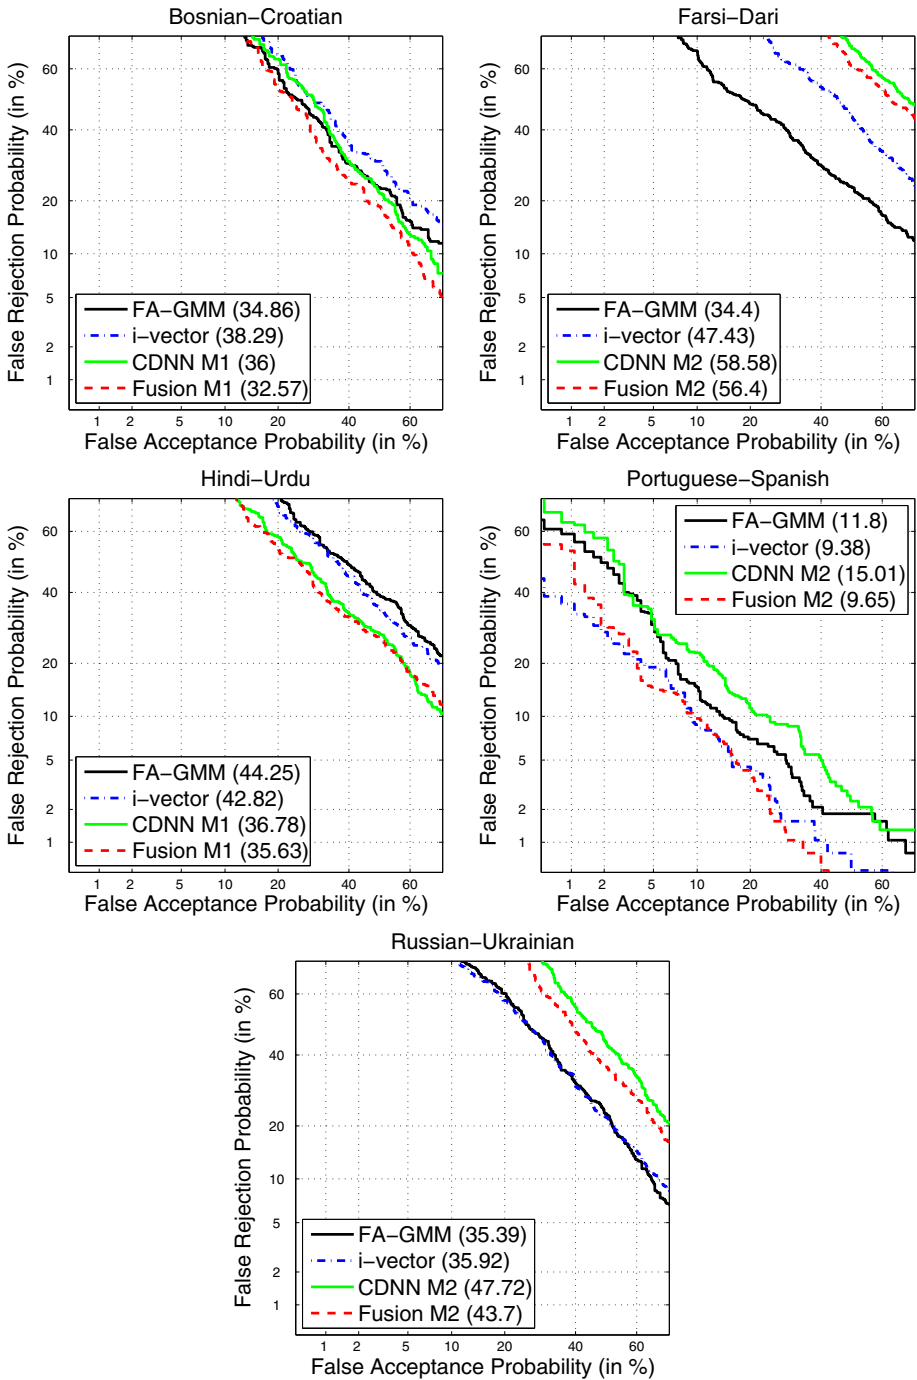 Bosnian−Croatian
False Rejection Probability (in %)
60
40
20
10
5
2
1
FA−GMM (34.86)
i−vector (38.29)
CDNN M1 (36)
Fusion M1 (32.57)
1 2 5 10 20 40 60
False Acceptance Probability (in %)
Farsi−Dari
False Rejection Probability (in %)
60
40
20
10
5
2
1
FA−GMM (34.4)
i−vector (47.43)
CDNN M2 (58.58)
Fusion M2 (56.4)
1 2 5 10 20 40 60
False Acceptance Probability (in %)
Hindi−Urdu
False Rejection Probability (in %)
60
40
20
10
5
2
1
FA−GMM (44.25)
i−vector (42.82)
CDNN M1 (36.78)
Fusion M1 (35.63)
1 2 5 10 20 40 60
False Acceptance Probability (in %)
Portuguese−Spanish
False Rejection Probability (in %)
60
40
20
10
5
2
1
FA−GMM (11.8)
i−vector (9.38)
CDNN M2 (15.01)
Fusion M2 (9.65)
1 2 5 10 20 40 60
False Acceptance Probability (in %)
Russian−Ukrainian
False Rejection Probability (in %)
60
40
20
10
5
2
1
FA−GMM (35.39)
i−vector (35.92)
CDNN M2 (47.72)
Fusion M2 (43.7)
1 2 5 10 20 40 60
False Acceptance Probability (in %)